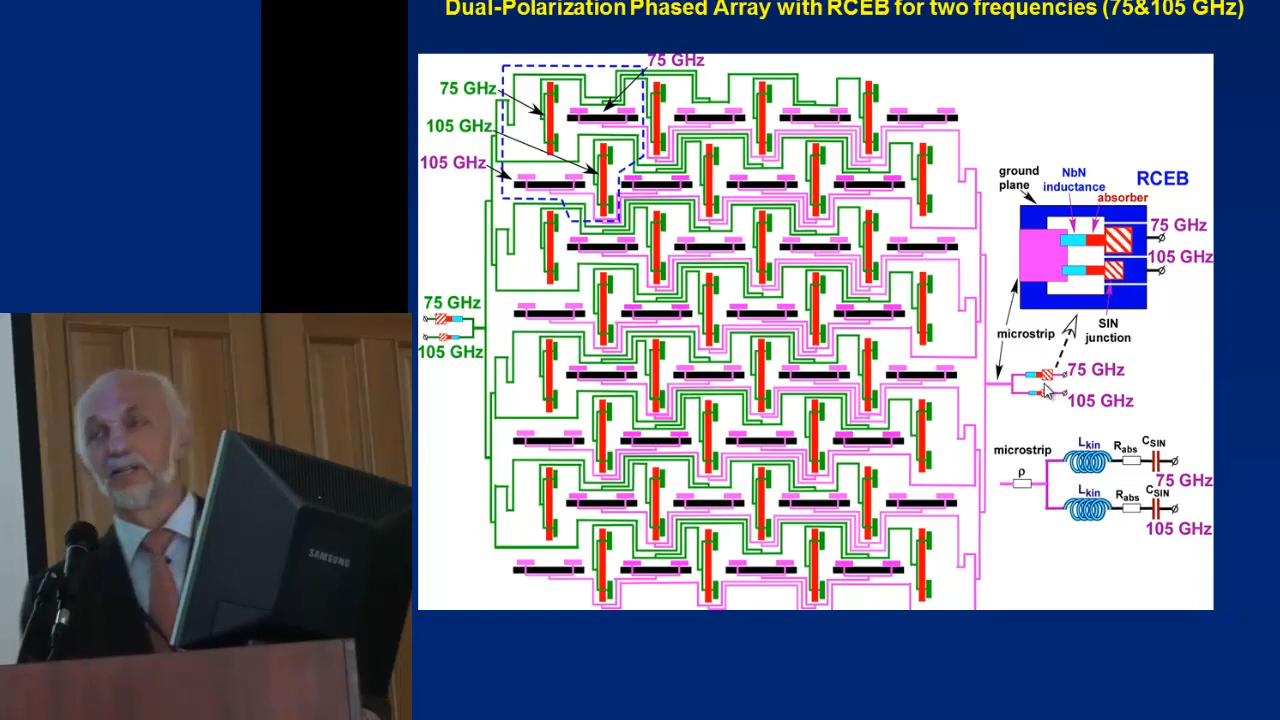 Dual-Polarization Phased Array with RCEB for two frequencies (75&105 GHz)
75 GHz
75 GHz
105 GHz
105 GHz
75 GHz
105 GHz
ground plane
NbN inductance
absorber
RCEB
75 GHz
105 GHz
microstrip
SIN junction
75 GHz
105 GHz
microstrip
ρ
Lkin
Rabs
CSIN
75 GHz
Lkin
Rabs
CSIN
105 GHz
SAMSUNG